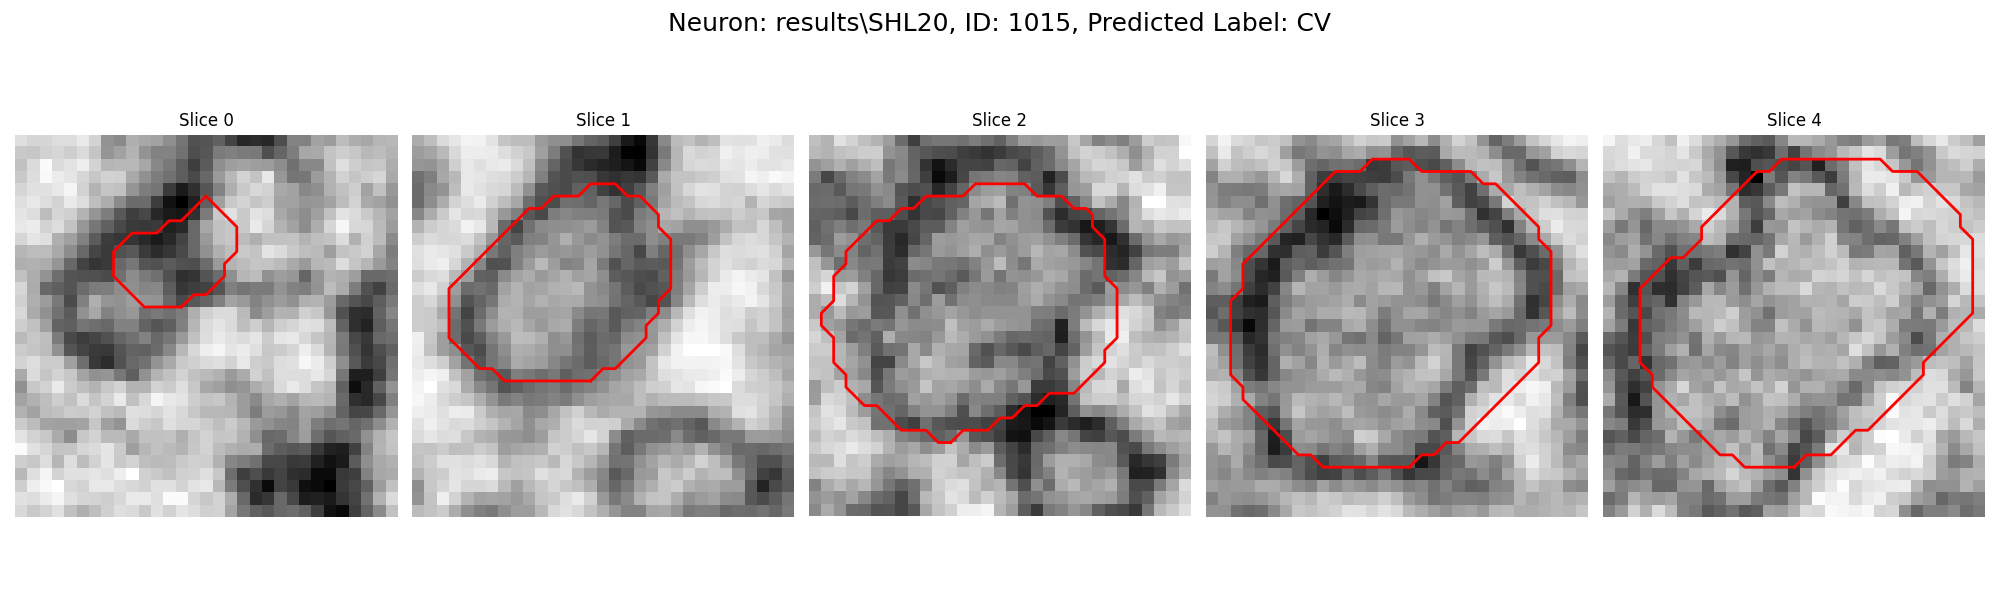 Neuron: results\SHL20, ID: 1015, Predicted Label: CV
Slice 0
Slice 1
Slice 2
Slice 3
Slice 4